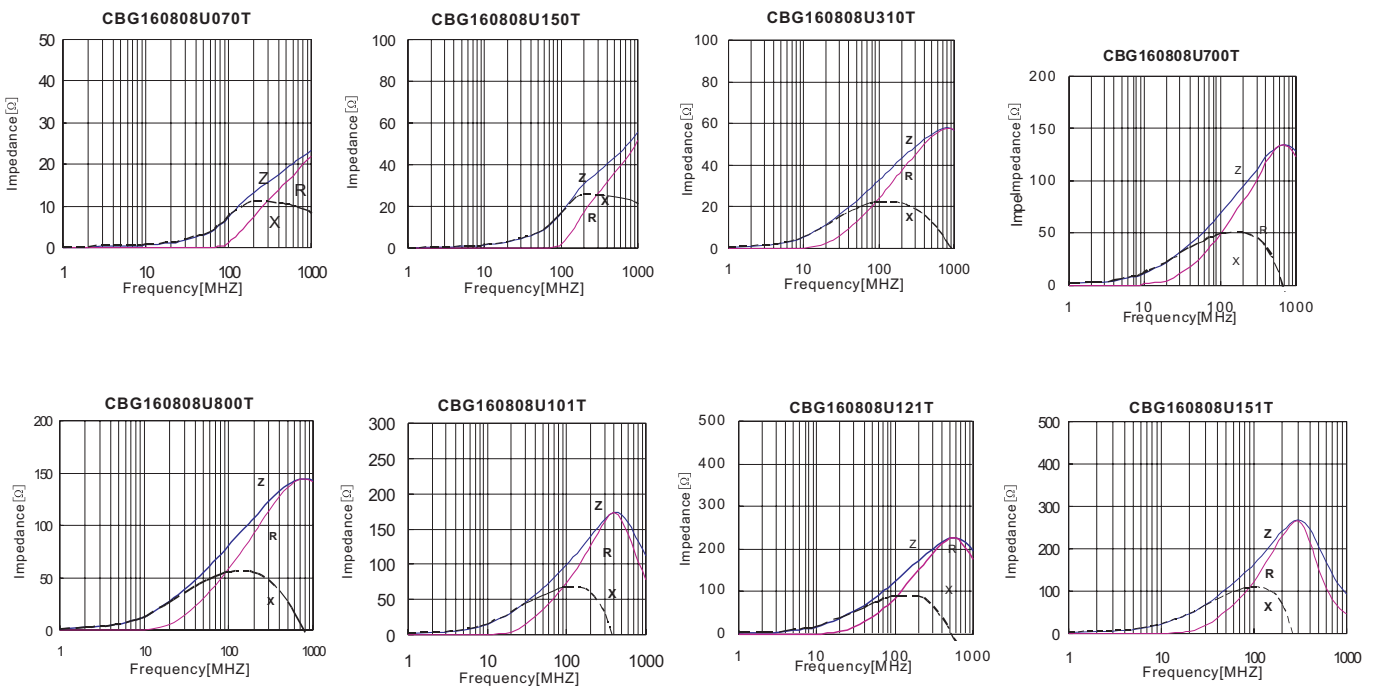 CBG160808U070T
50
40
30
20
10
0
Impedance[Ω]
Z
R
X
1 10 100 1000
Frequency[MHZ]
CBG160808U150T
100
80
60
40
20
0
Impedance[Ω]
Z
X
R
1 10 100 1000
Frequency[MHZ]
CBG160808U310T
100
80
60
40
20
0
Impedance[Ω]
Z
R
X
1 10 100 1000
Frequency[MHZ]
CBG160808U700T
200
150
100
50
0
ImpeImpedance[Ω]
Z
R
X
1 10 100 1000
Frequency[MHz]
CBG160808U800T
200
150
100
50
0
Impedance[Ω]
Z
R
X
1 10 100 1000
Frequency[MHZ]
CBG160808U101T
300
250
200
150
100
50
0
Impedance[Ω]
Z
R
X
1 10 100 1000
Frequency[MHZ]
CBG160808U121T
500
400
300
200
100
0
Impedance[Ω]
Z
R
X
1 10 100 1000
Frequency[MHZ]
CBG160808U151T
500
400
300
200
100
0
Impedance[Ω]
Z
R
X
1 10 100 1000
Frequency[MHZ]